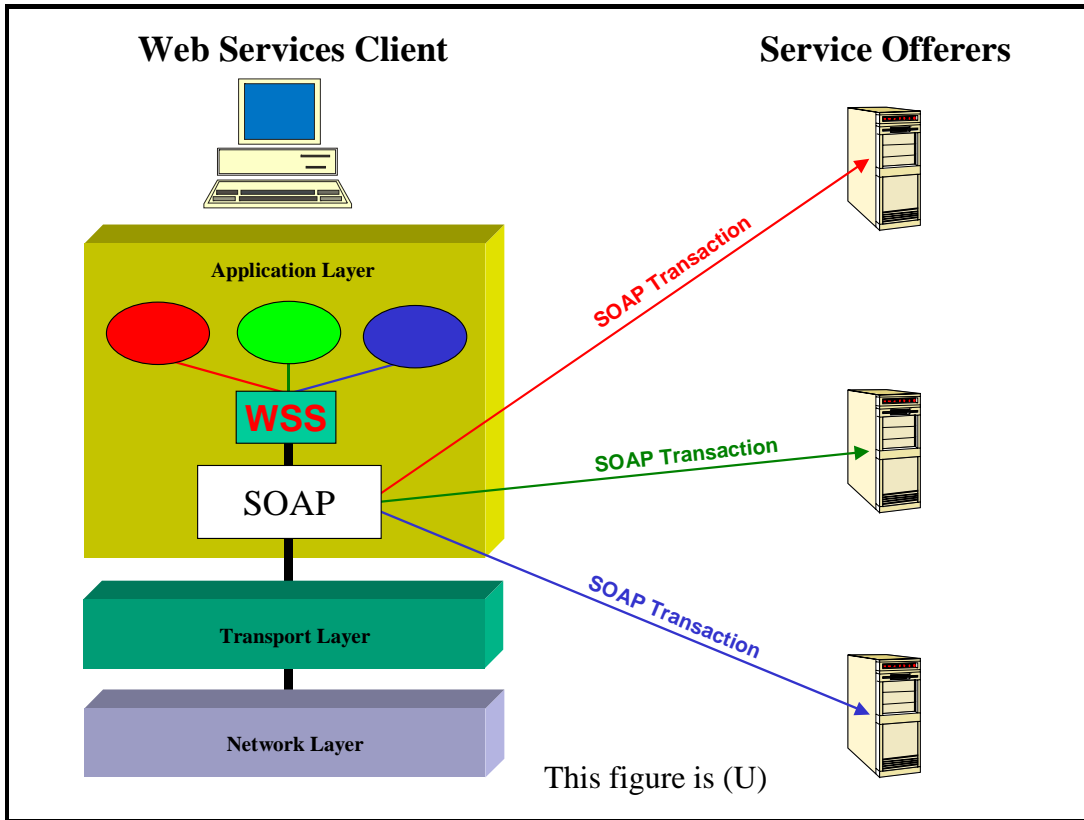 Web Services Client
Service Offerers
Application Layer
WSS
SOAP
SOAP Transaction
SOAP Transaction
SOAP Transaction
Transport Layer
Network Layer
This figure is (U)